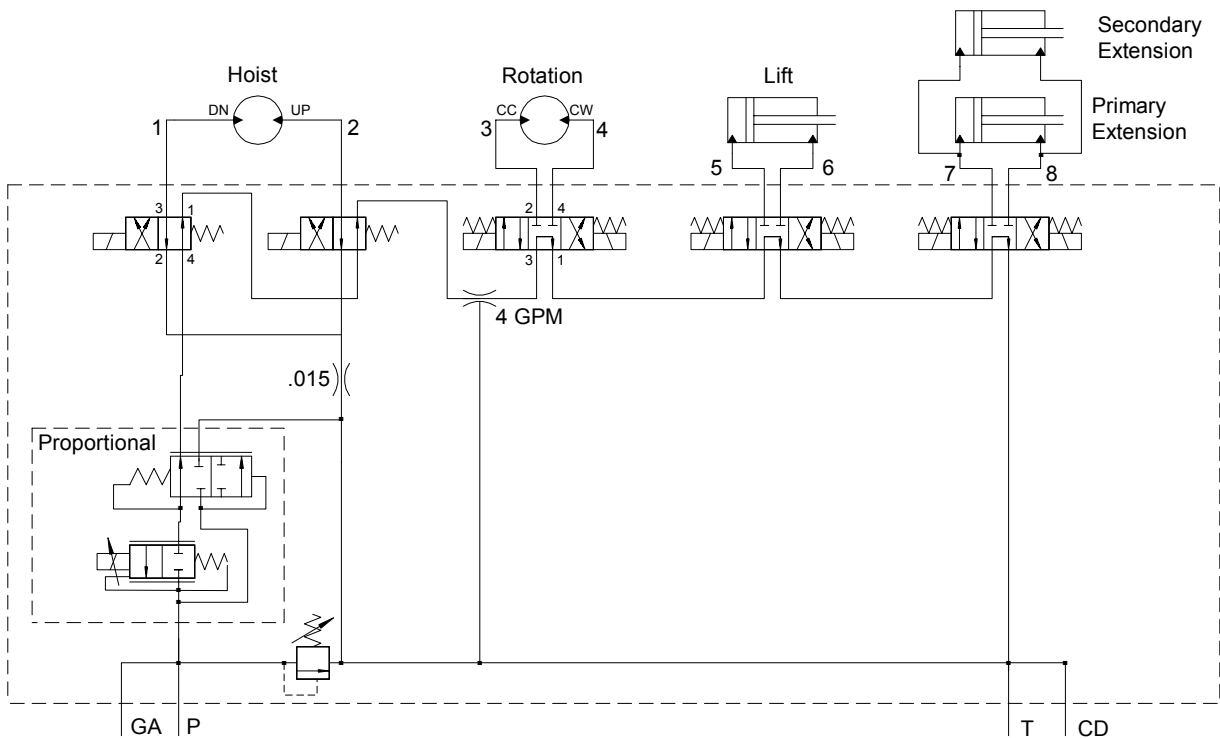 Secondary
Extension
Hoist
Rotation
Lift
Primary
Extension
DN
UP
CC
CW
1
2
3
4
5
6
7
8
3
1
2
4
2
4
3
1
4 GPM
.015
Proportional
GA
P
T
CD